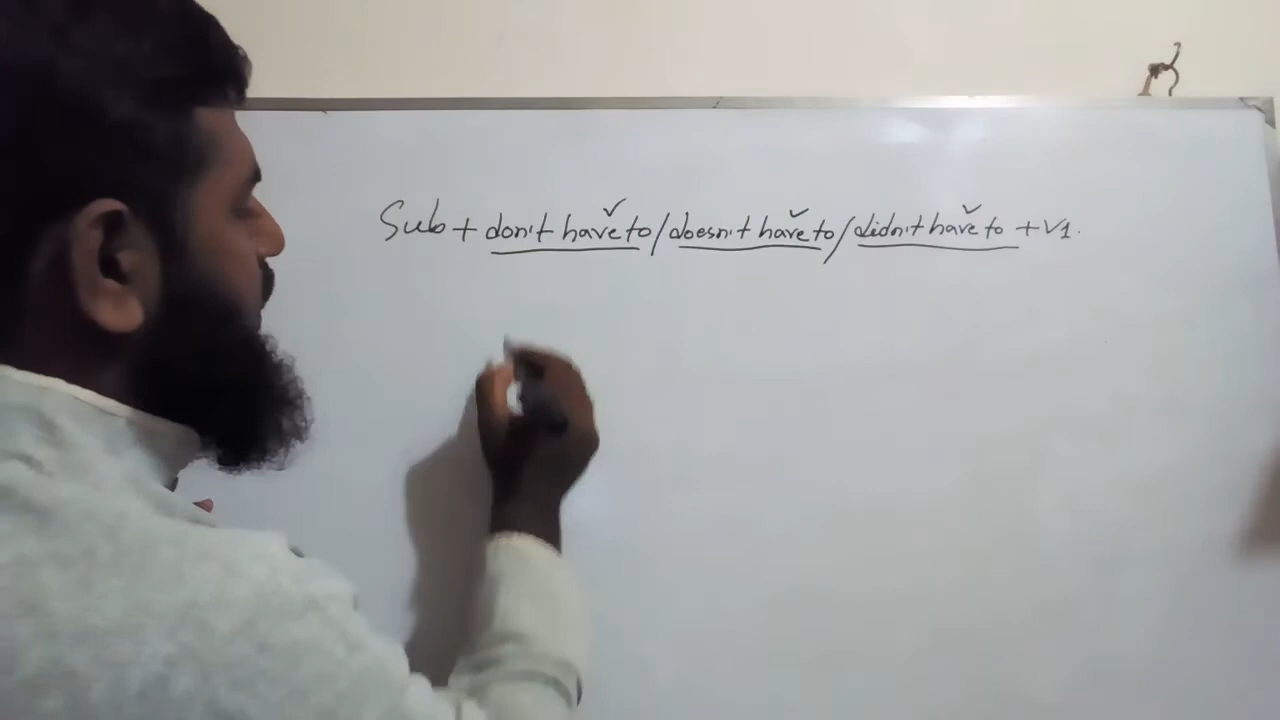 Sub + don't have to / doesn't have to / didn't have to + V1.